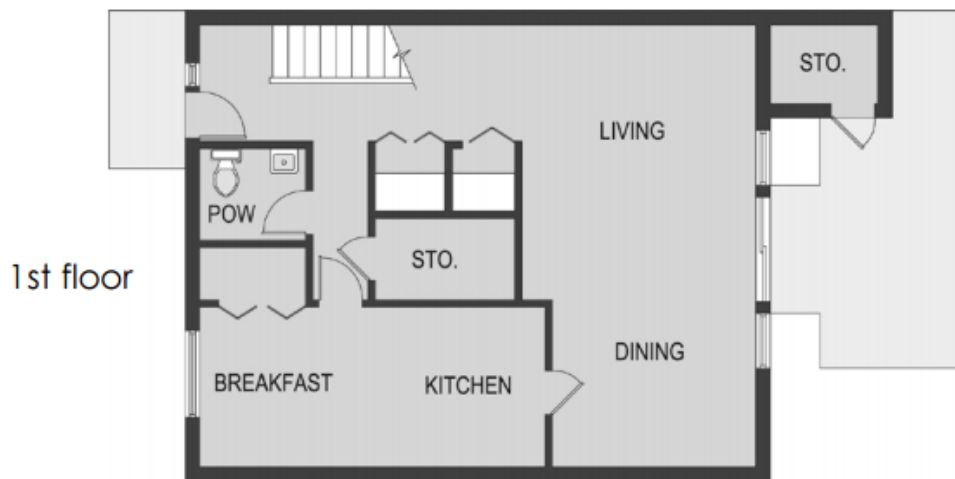 STO.
LIVING
POW
STO.
1st floor
DINING
BREAKFAST
KITCHEN